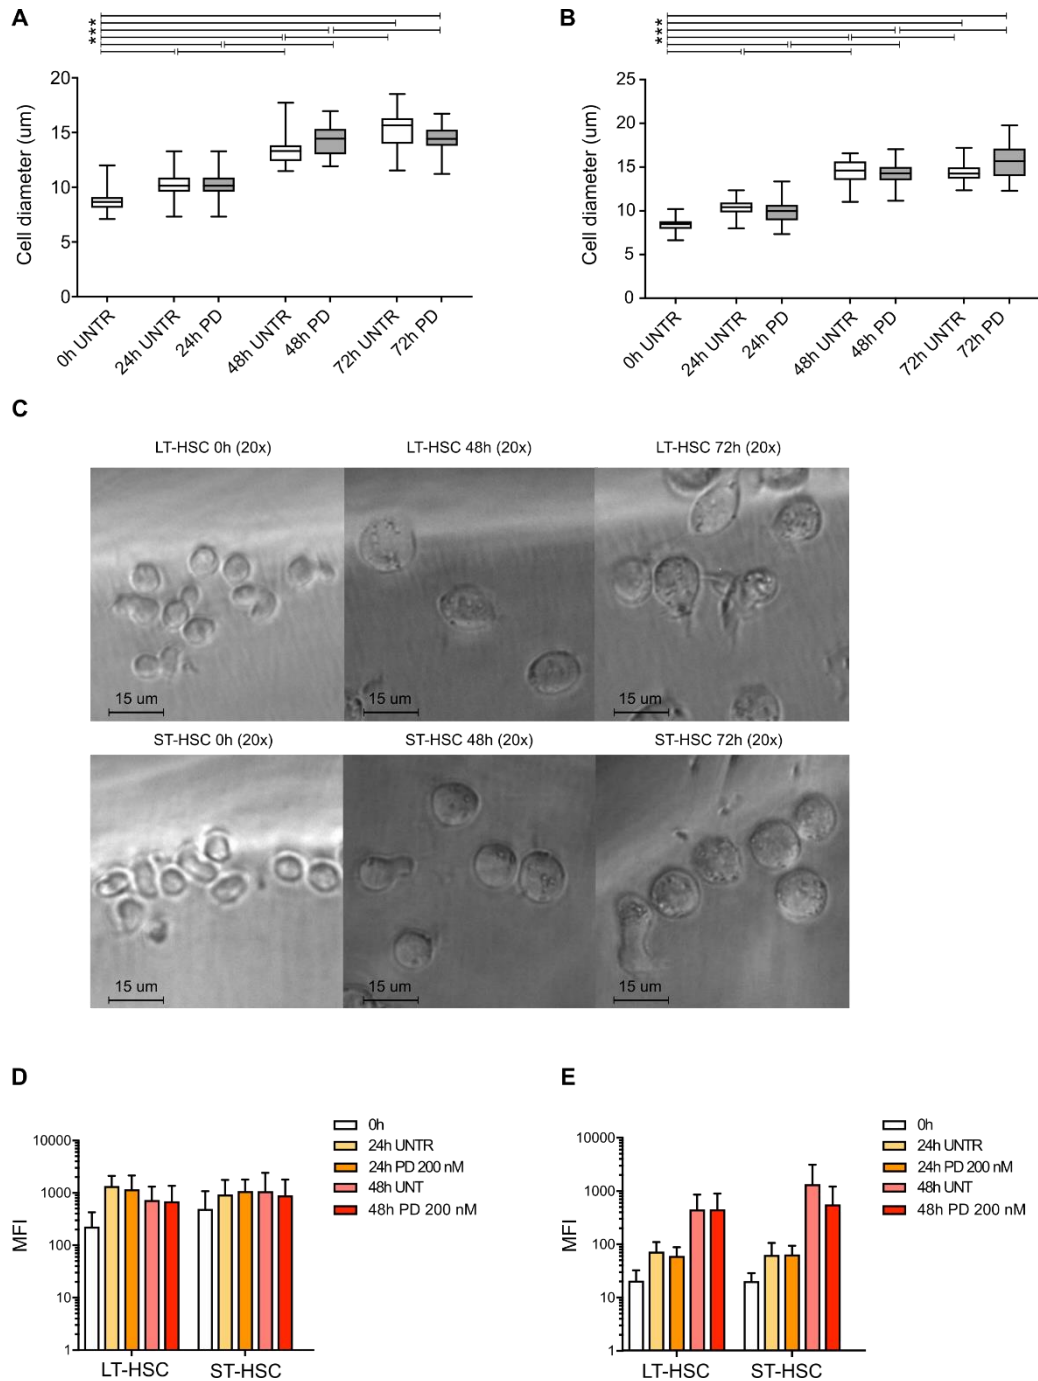 A
B
***
***
20
15
10
5
0
Cell diameter (um)
0h UNTR
24h UNTR
24h PD
48h UNTR
48h PD
72h UNTR
72h PD
25
20
15
10
5
0
Cell diameter (um)
0h UNTR
24h UNTR
24h PD
48h UNTR
48h PD
72h UNTR
72h PD
C
LT-HSC 0h (20x)
LT-HSC 48h (20x)
LT-HSC 72h (20x)
15 um
15 um
15 um
ST-HSC 0h (20x)
ST-HSC 48h (20x)
ST-HSC 72h (20x)
15 um
15 um
15 um
D
10000
1000
100
10
1
MFI
LT-HSC
ST-HSC
0h
24h UNTR
24h PD 200 nM
48h UNT
48h PD 200 nM
E
10000
1000
100
10
1
MFI
LT-HSC
ST-HSC
0h
24h UNTR
24h PD 200 nM
48h UNT
48h PD 200 nM